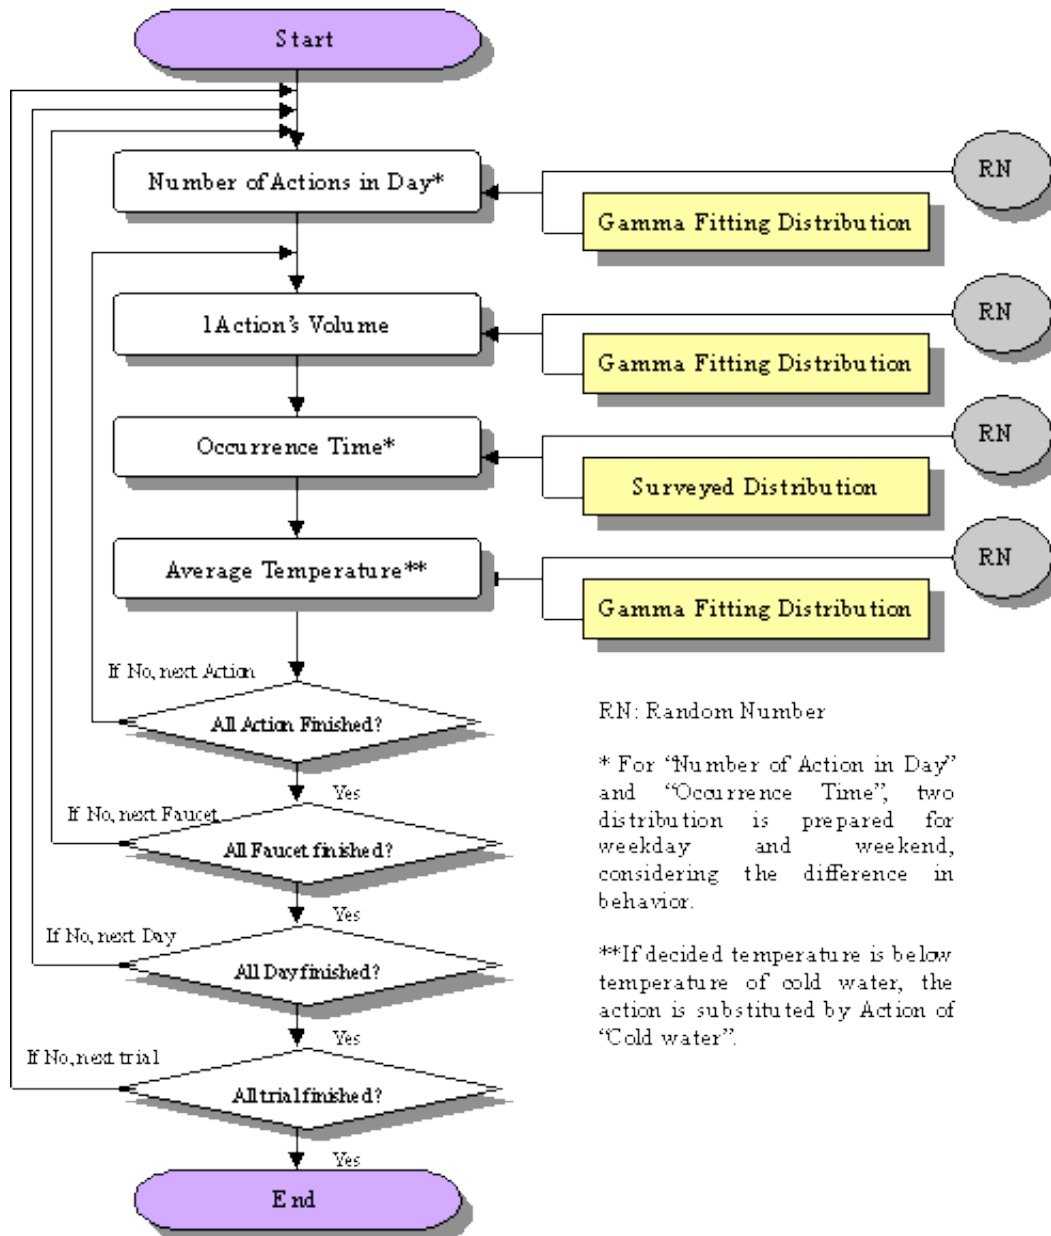 Start
Number of Actions in Day*
RN
Gamma Fitting Distribution
1Action's Volume
RN
Gamma Fitting Distribution
Occurrence Time*
RN
Surveyed Distribution
Average Temperature**
RN
Gamma Fitting Distribution
If No, next Action
All Action Finished?
Yes
If No, next Faucet
All Faucet finished?
Yes
If No, next Day
All Day finished?
Yes
If No, next trial
All trial finished?
Yes
End
RN: Random Number
* For “Number of Action in Day”
and “Occurrence Time”, two
distribution is prepared for
weekday and weekend,
considering the difference in
behavior.
**If decided temperature is below
temperature of cold water, the
action is substituted by Action of
“Cold water”.